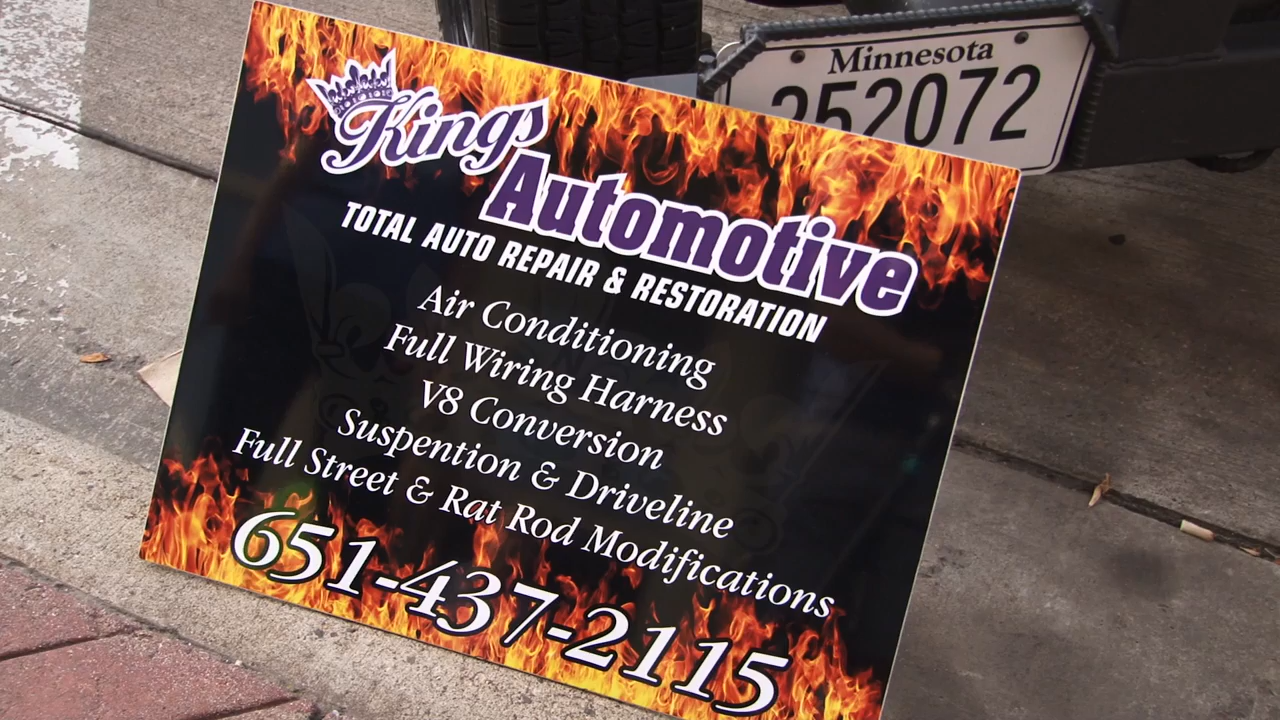 Minnesota
252072
Kings
Automotive
TOTAL AUTO REPAIR & RESTORATION
Air Conditioning
Full Wiring Harness
V8 Conversion
Suspention & Driveline
Full Street & Rat Rod Modifications
651-437-2115